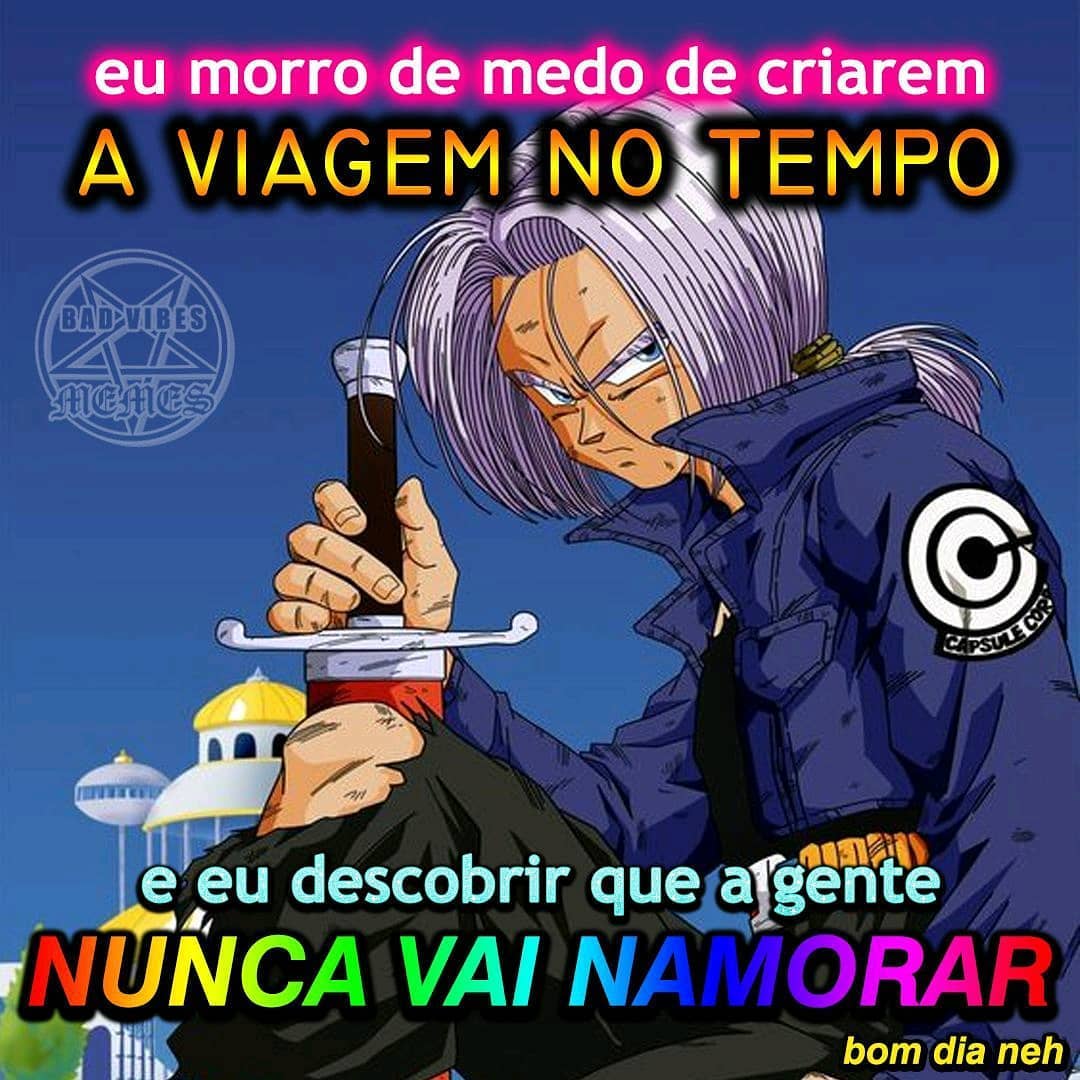 eu morro de medo de criarem
A VIAGEM NO TEMPO
BAD VIBES
MEMES
CAPSULE CORP
e eu descobrir que a gente
NUNCA VAI NAMORAR
bom dia neh